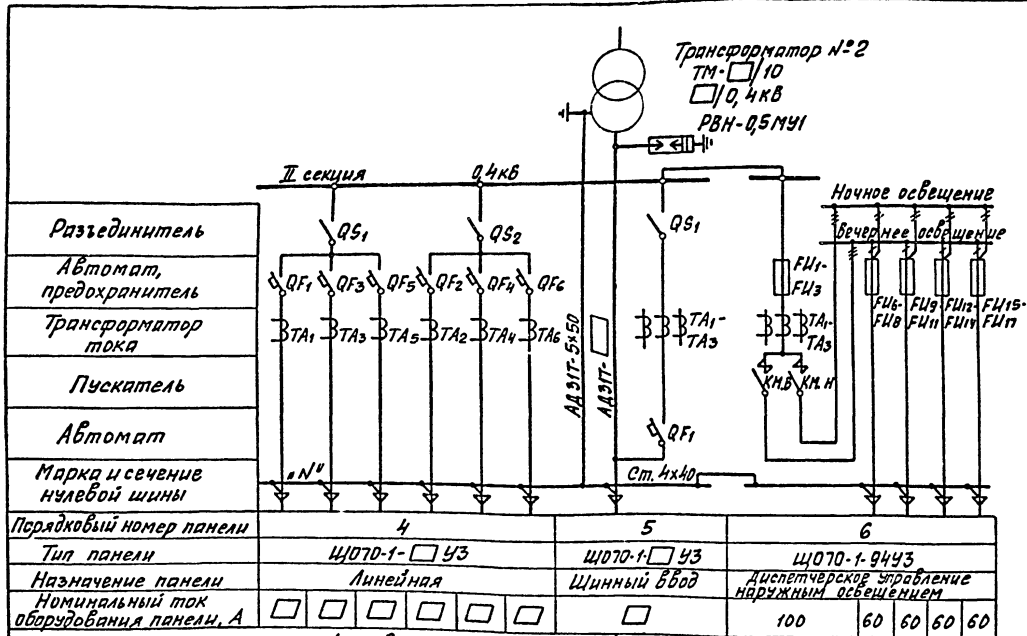 Трансформатор №2
ТМ-□/10
□/0,4кВ
РВН-0,5МУ1
II секция
0,4кВ
Ночное освещение
Вечернее освещение
Разъединитель
QS1
QS2
QS1
Автомат,
предохранитель
QF1
QF3
QF5
QF2
QF4
QF6
FU1-
FU3
FU6-
FU8
FU9
FU11
FU12-
FU14
FU15-
FU17
Трансформатор
тока
TA1
TA3
TA5
TA2
TA4
TA6
TA1-
TA3
TA1-
TA3
АД31Т-5х50
АД31Т-□
Пускатель
КМ.В
КМ.Н
Автомат
QF1
Марка и сечение
нулевой шины
"N"
Ст. 4х40
Порядковый номер панели
4
5
6
Тип панели
ЩО70-1-□ У3
ЩО70-1-□ У3
ЩО70-1-94У3
Назначение панели
Линейная
Шинный ввод
Диспетчерское управление
наружным освещением
Номинальный ток
оборудования панели, А
□ □ □ □ □ □
□
100
60
60
60
60